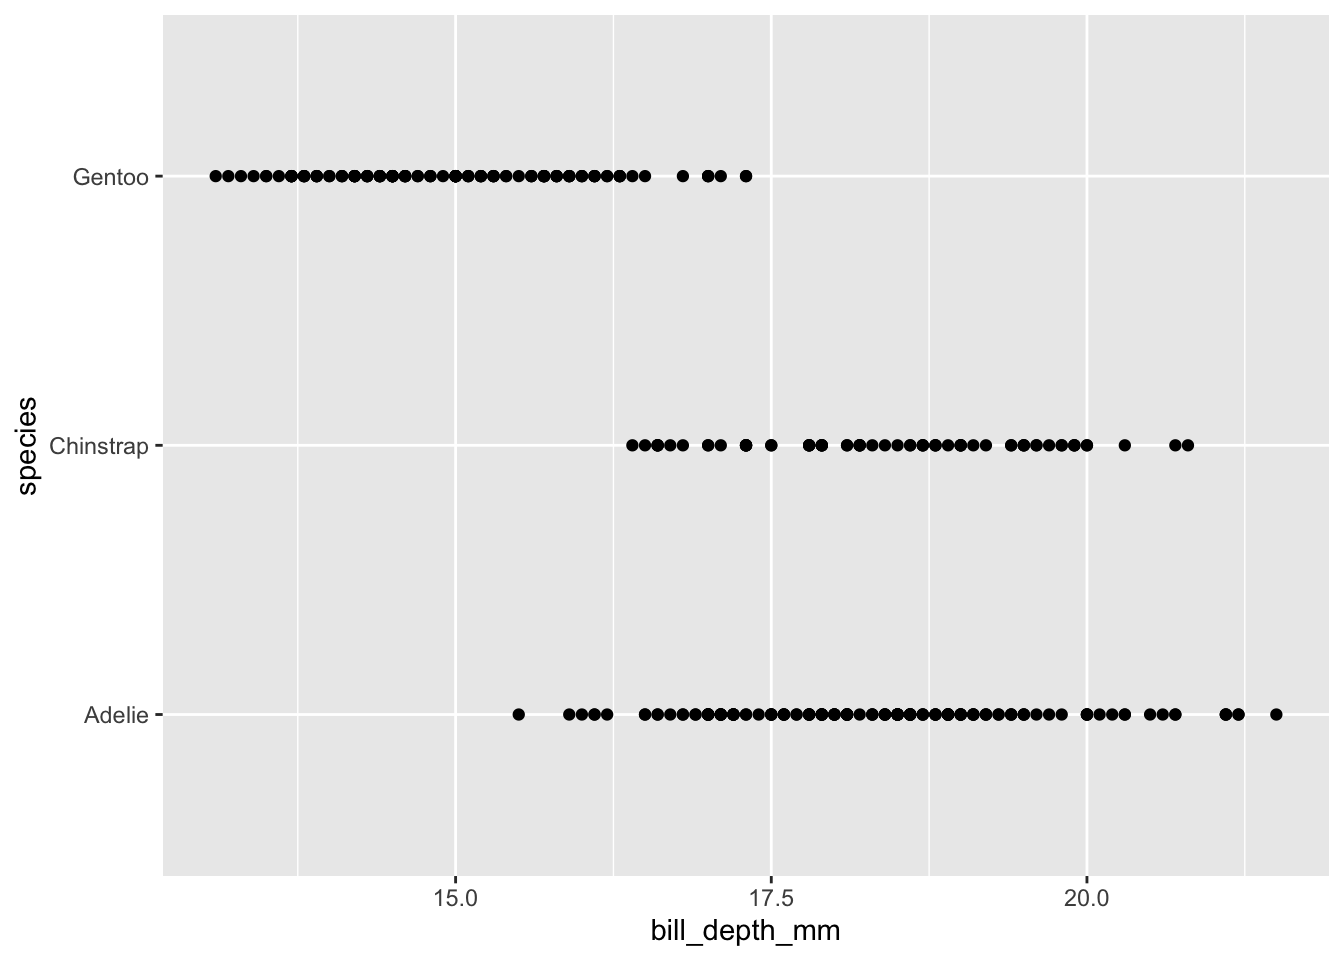 species
Gentoo
Chinstrap
Adelie
15.0 17.5 20.0
bill_depth_mm